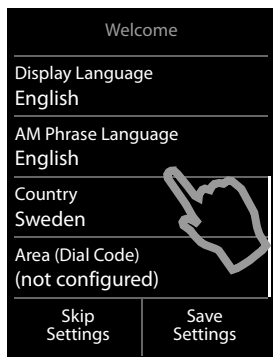 Welcome
Display Language
English
AM Phrase Language
English
Country
Sweden
Area (Dial Code)
(not configured)
Skip
Settings
Save
Settings